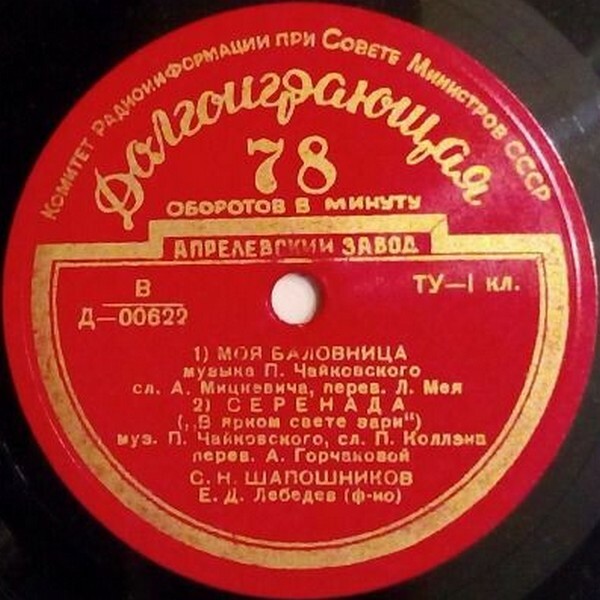 Комитет Радиоинформации при Совете Министров СССР
Долгоиграющая
78
ОБОРОТОВ В МИНУТУ
АПРЕЛЕВСКИЙ ЗАВОД
В
Д—00622
ТУ—I кл.
1) МОЯ БАЛОВНИЦА
музыка П. Чайковского
сл. А. Мицкевича, перев. Л. Мея
2) СЕРЕНАДА
(„В ярком свете зари“)
муз. П. Чайковского, сл. П. Коллэна
перев. А. Горчаковой
С. Н. ШАПОШНИКОВ
Е. Д. Лебедев (ф-но)